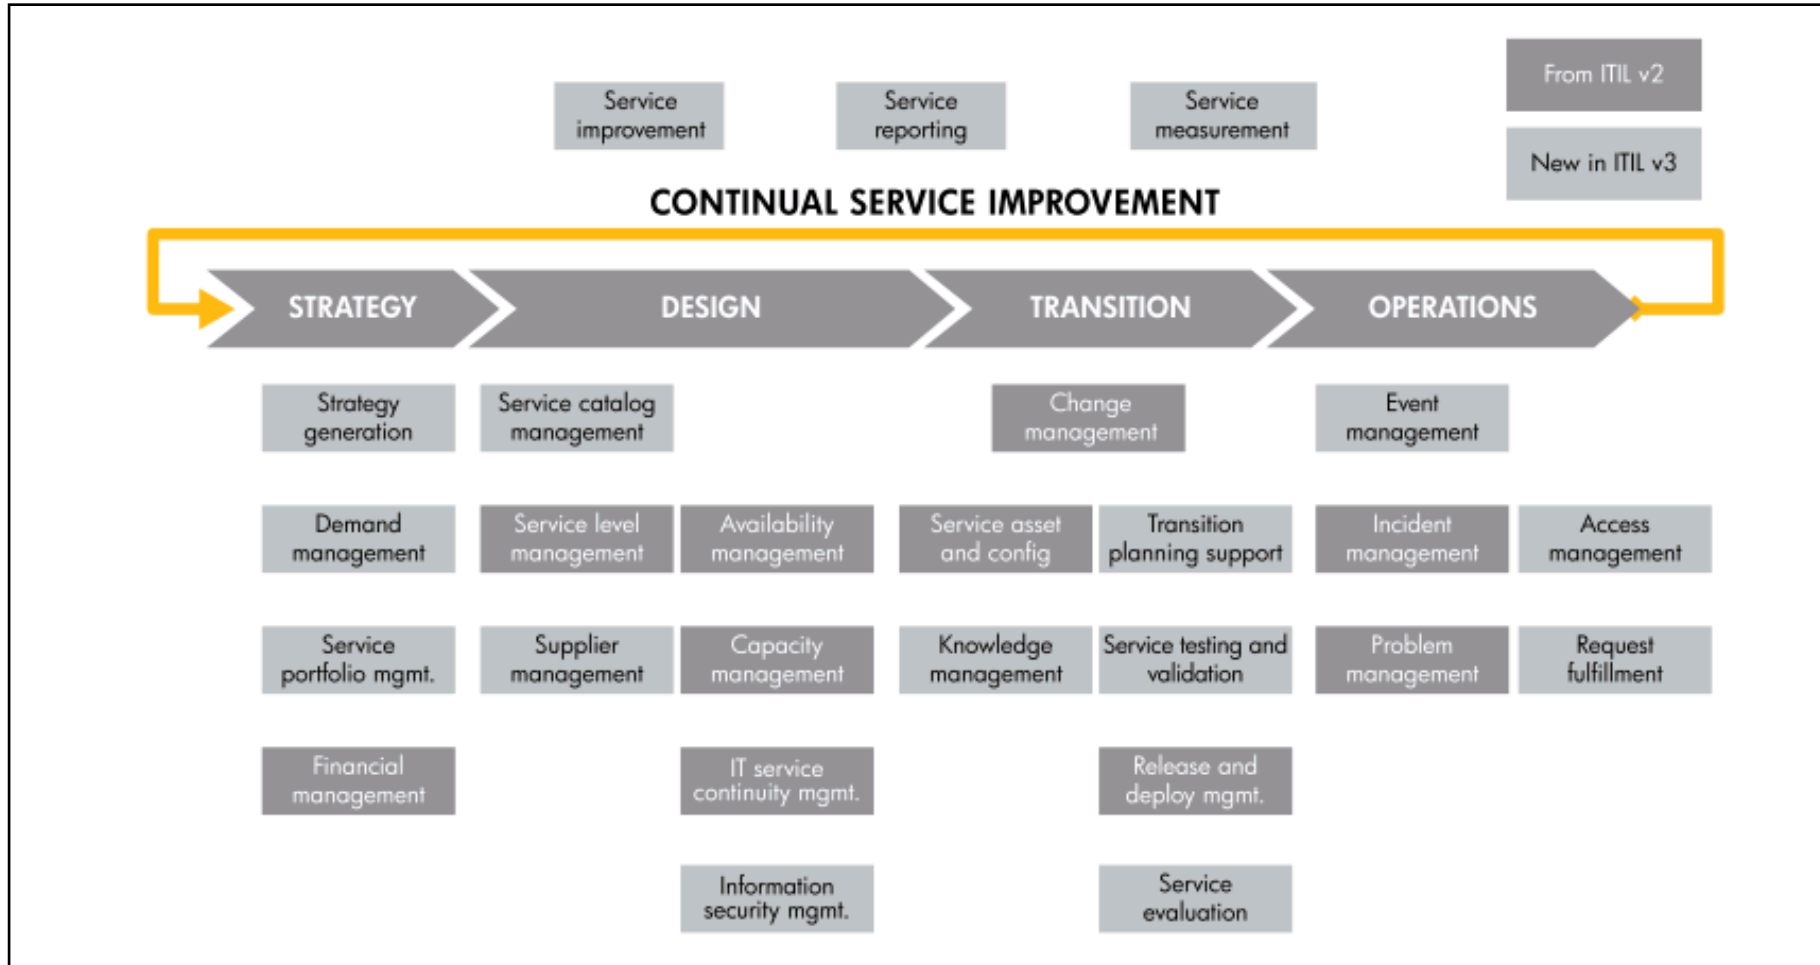 From ITIL v2
New in ITIL v3
Service
improvement
Service
reporting
Service
measurement
CONTINUAL SERVICE IMPROVEMENT
STRATEGY
DESIGN
TRANSITION
OPERATIONS
Strategy
generation
Service catalog
management
Change
management
Event
management
Demand
management
Service level
management
Availability
management
Service asset
and config
Transition
planning support
Incident
management
Access
management
Service
portfolio mgmt.
Supplier
management
Capacity
management
Knowledge
management
Service testing and
validation
Problem
management
Request
fulfillment
Financial
management
IT service
continuity mgmt.
Release and
deploy mgmt.
Information
security mgmt.
Service
evaluation